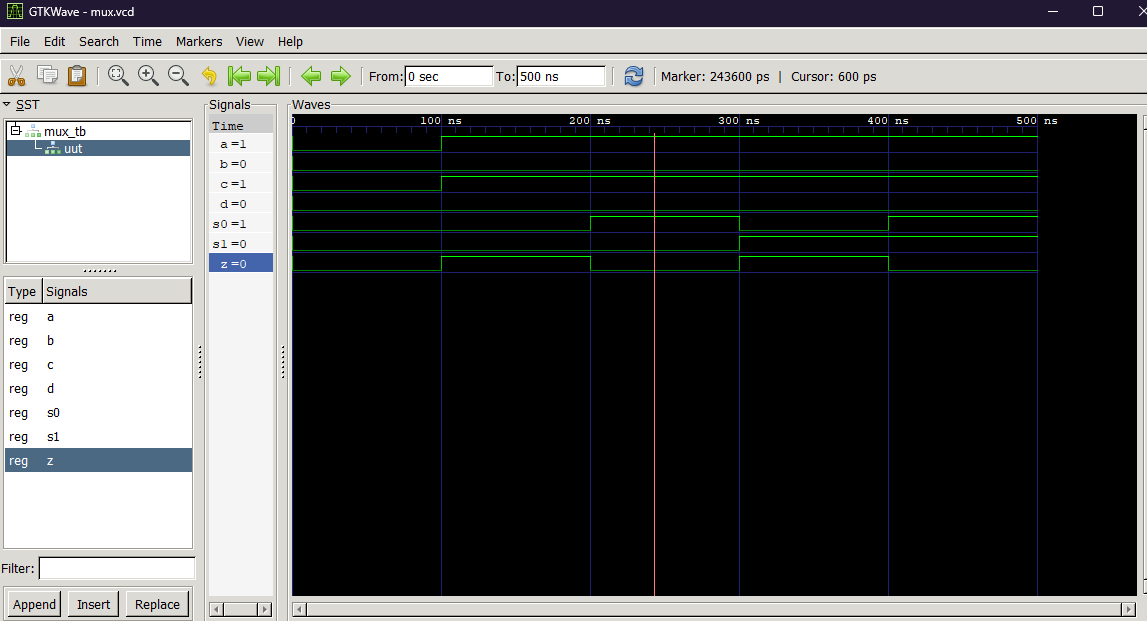 GTKWave - mux.vcd
File Edit Search Time Markers View Help
From: 0 sec To: 500 ns Marker: 243600 ps | Cursor: 600 ps
SST
mux_tb
uut
Type Signals
reg a
reg b
reg c
reg d
reg s0
reg s1
reg z
Filter:
Append Insert Replace
Signals
Time
a=1
b=0
c=1
d=0
s0=1
s1=0
z=0
Waves
0 100 ns 200 ns 300 ns 400 ns 500 ns